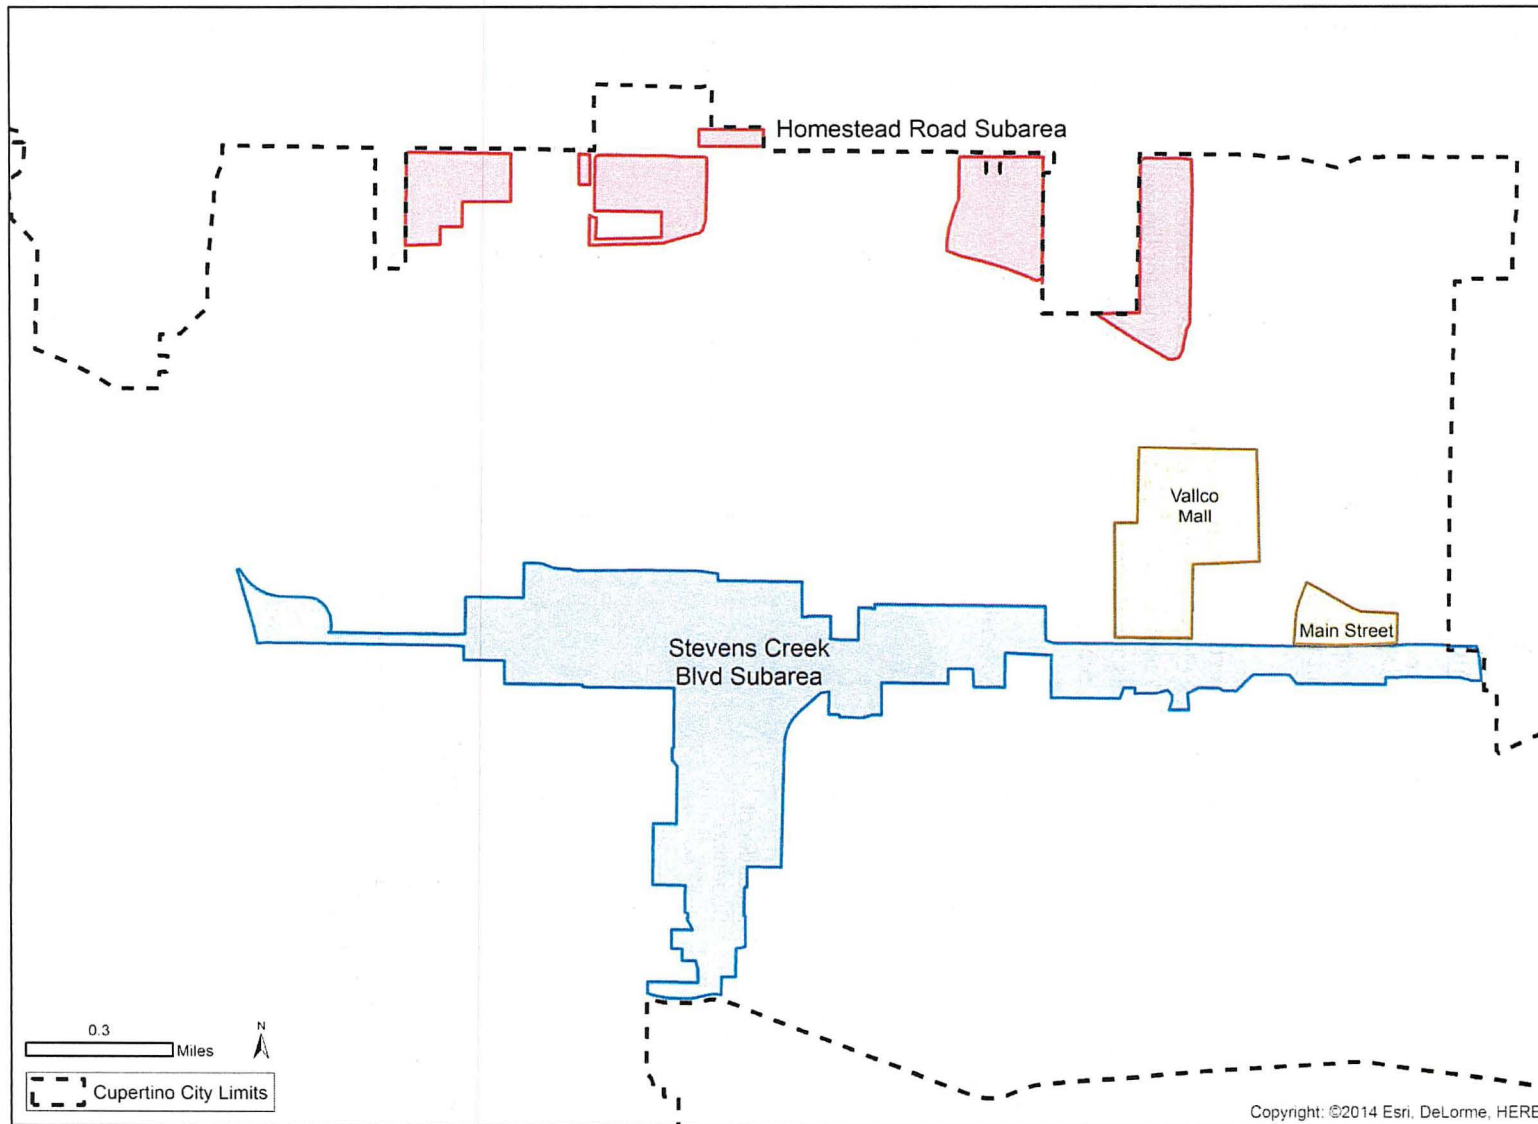 Homestead Road Subarea
Vallco
Mall
Main Street
Stevens Creek
Blvd Subarea
0.3
Miles
N
Cupertino City Limits
Copyright: ©2014 Esri, DeLorme, HERE